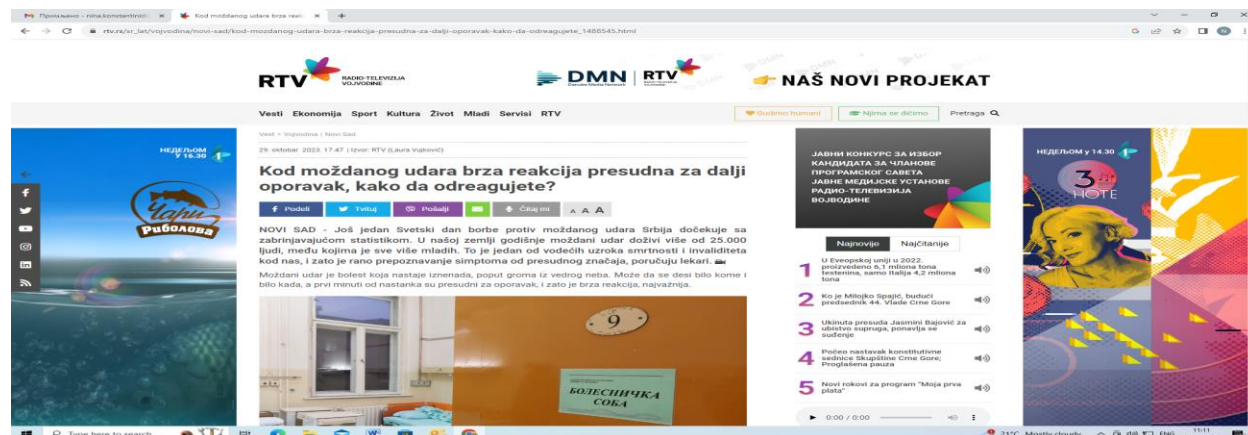 Kod moždanog udara brza reak
rtv.rs/sr_lat/vojvodina/novi-sad/kod-mozdanog-udara-brza-reakcija-presudna-za-dalji-oporavak-kako-da-odreagujete_1486545.html
RTV RADIO-TELEVIZIJA VOJVODINE
DMN RTV
NAŠ NOVI PROJEKAT
Vesti Ekonomija Sport Kultura Život Mladi Servisi RTV
Budimo humani Njima se dičimo Pretraga
Vesti > Vojvodina | Novi Sad
29. oktobar 2023. 17.47 | Izvor: RTV (Laura Vujković)
Kod moždanog udara brza reakcija presudna za dalji
oporavak, kako da odreagujete?
Podeli Tvituj Pošalji Čitaj mi A A A
NOVI SAD - Još jedan Svetski dan borbe protiv moždanog udara Srbija dočekuje sa
zabrinjavajućom statistikom. U našoj zemlji godišnje moždani udar doživi više od 25.000
ljudi, među kojima je sve više mladih. To je jedan od vodećih uzroka smrtnosti i invaliditeta
kod nas, i zato je rano prepoznavanje simptoma od presudnog značaja, poručuju lekari.
Moždani udar je bolest koja nastaje iznenada, poput groma iz vedrog neba. Može da se desi bilo kome i
bilo kada, a prvi minuti od nastanka su presudni za oporavak, i zato je brza reakcija, najvažnija.
9
БОЛЕСНИЧКА
СОБА
НЕДЕЉОМ
У 16.30
Чари
Риболова
ЈАВНИ КОНКУРС ЗА ИЗБОР
КАНДИДАТА ЗА ЧЛАНОВЕ
ПРОГРАМСКОГ САВЕТА
ЈАВНЕ МЕДИЈСКЕ УСТАНОВЕ
РАДИО-ТЕЛЕВИЗИЈА
ВОЈВОДИНЕ
Najnovije Najčitanije
1 U Evropskoj uniji u 2022.
proizvedeno 6,1 miliona tona
testenina, samo Italija 4,2 miliona
tona
2 Ko je Milojko Spajić, budući
predsednik 44. Vlade Crne Gore
3 Ukinuta presuda Jasmini Bajović za
ubistvo supruga, ponavlja se
suđenje
4 Počeo nastavak konstitutivne
sednice Skupštine Crne Gore;
Proglašena pauza
5 Novi rokovi za program "Moja prva
plata"
0:00 / 0:00
НЕДЕЉОМ у 14.30
3
НОТЕ
Type here to search
21°C Mostly cloudy
ENG
11:11